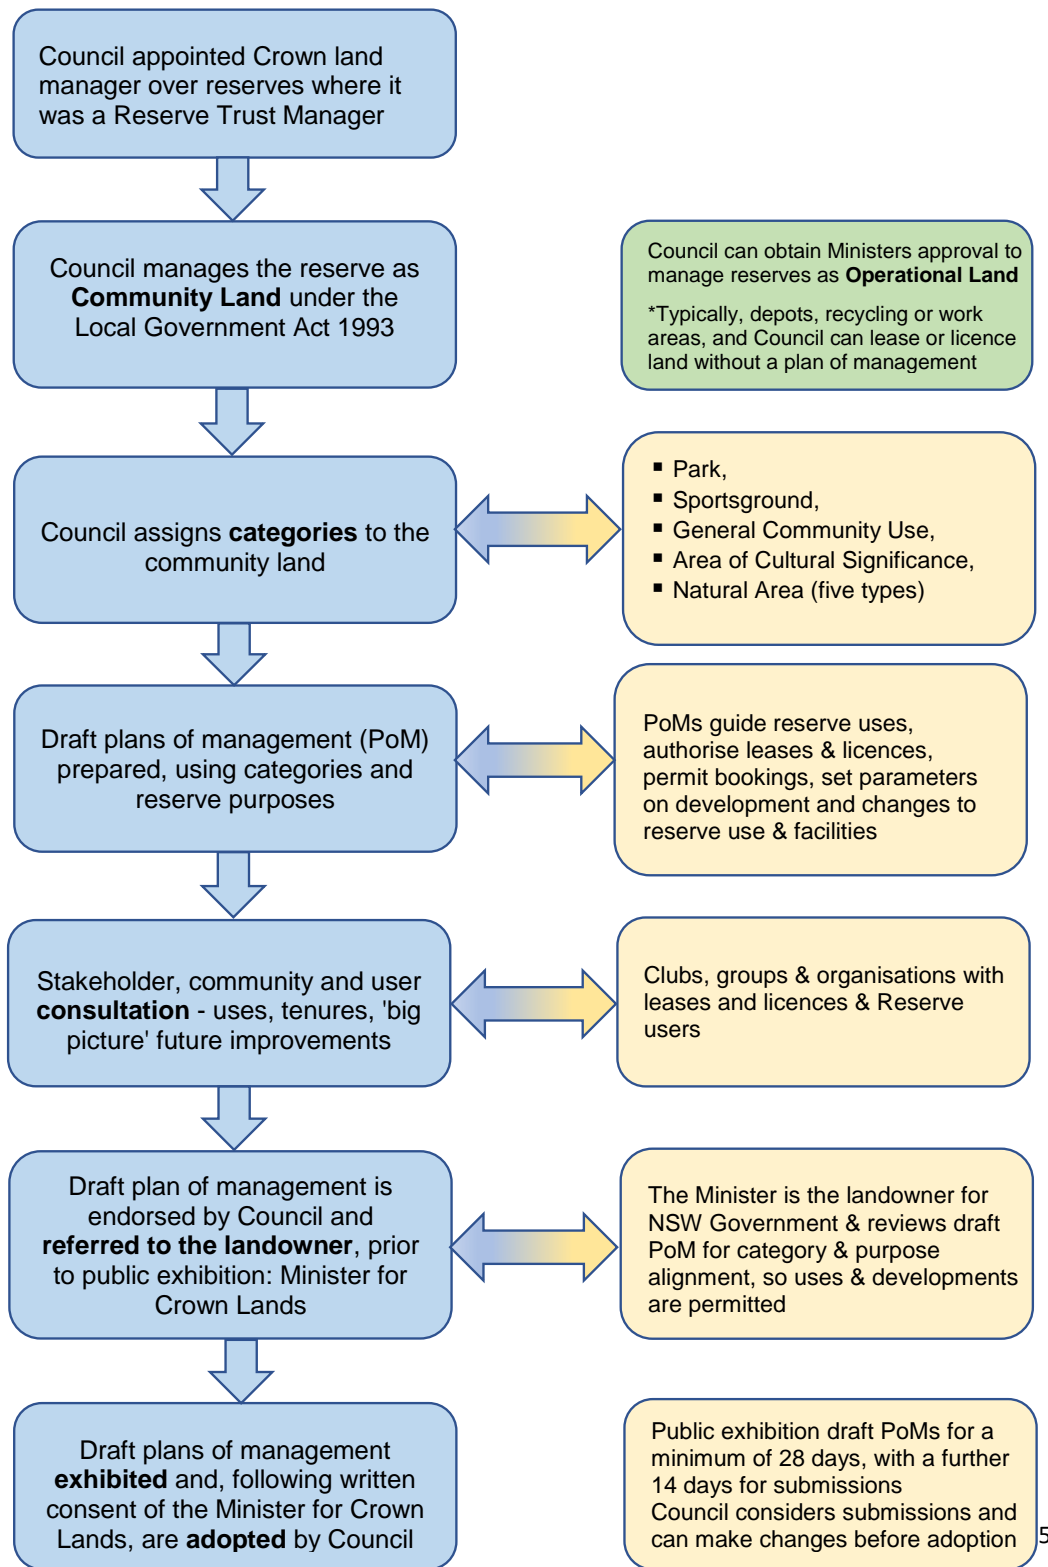 Council appointed Crown land
manager over reserves where it
was a Reserve Trust Manager
Council manages the reserve as
Community Land under the
Local Government Act 1993
Council can obtain Ministers approval to
manage reserves as Operational Land
*Typically, depots, recycling or work
areas, and Council can lease or licence
land without a plan of management
Council assigns categories to the
community land
▪ Park,
▪ Sportsground,
▪ General Community Use,
▪ Area of Cultural Significance,
▪ Natural Area (five types)
Draft plans of management (PoM)
prepared, using categories and
reserve purposes
PoMs guide reserve uses,
authorise leases & licences,
permit bookings, set parameters
on development and changes to
reserve use & facilities
Stakeholder, community and user
consultation - uses, tenures, 'big
picture' future improvements
Clubs, groups & organisations with
leases and licences & Reserve
users
Draft plan of management is
endorsed by Council and
referred to the landowner, prior
to public exhibition: Minister for
Crown Lands
The Minister is the landowner for
NSW Government & reviews draft
PoM for category & purpose
alignment, so uses & developments
are permitted
Draft plans of management
exhibited and, following written
consent of the Minister for Crown
Lands, are adopted by Council
Public exhibition draft PoMs for a
minimum of 28 days, with a further
14 days for submissions
Council considers submissions and
can make changes before adoption
5